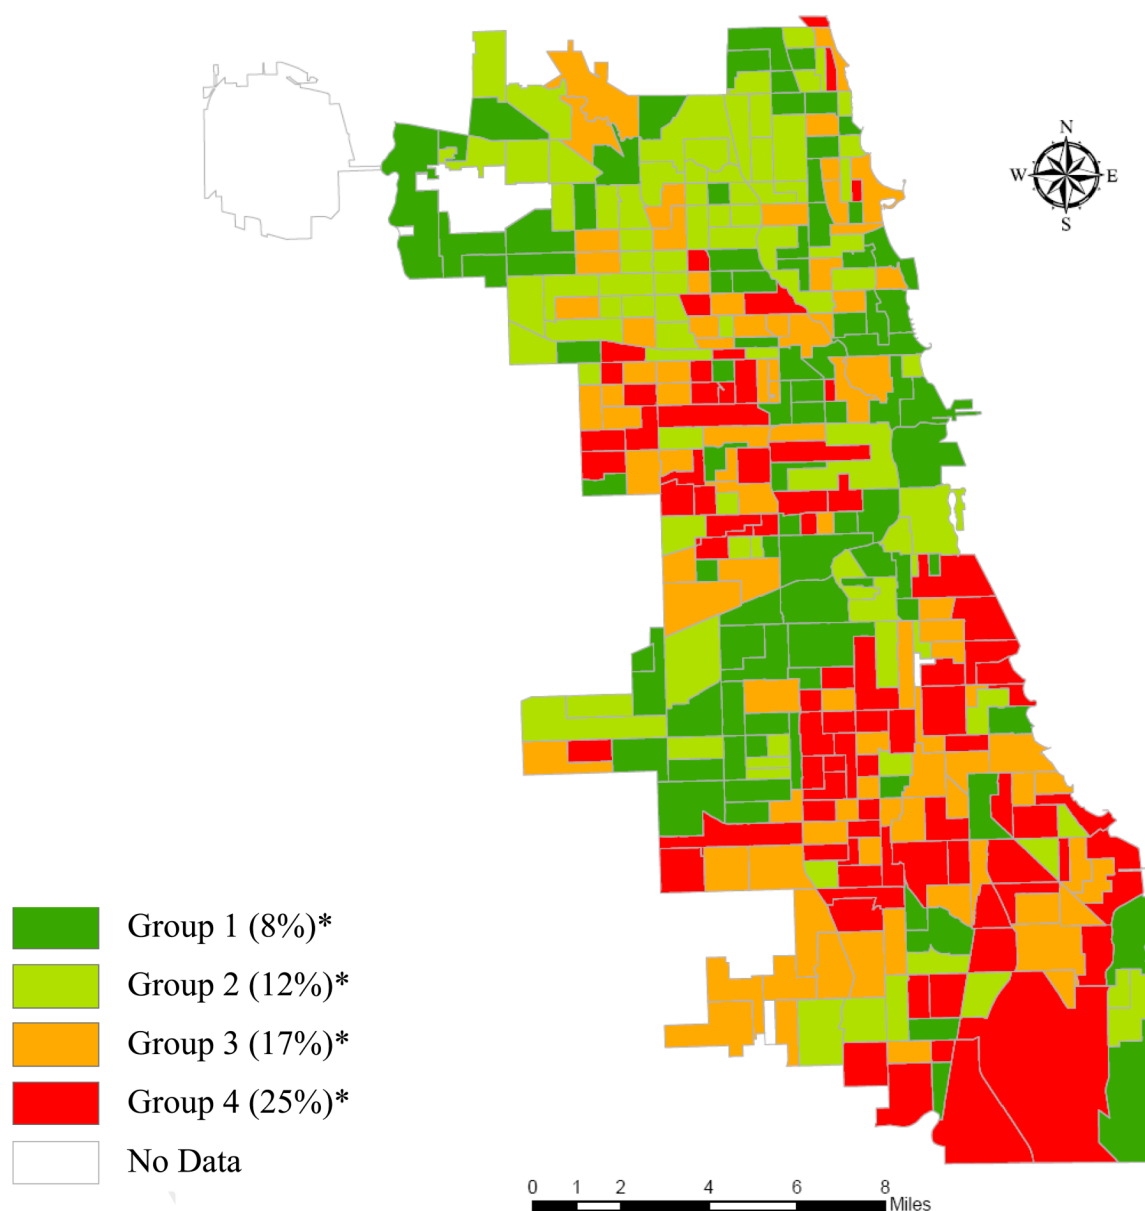 N
W E
S
Group 1 (8%)*
Group 2 (12%)*
Group 3 (17%)*
Group 4 (25%)*
No Data
0 1 2 4 6 8
Miles